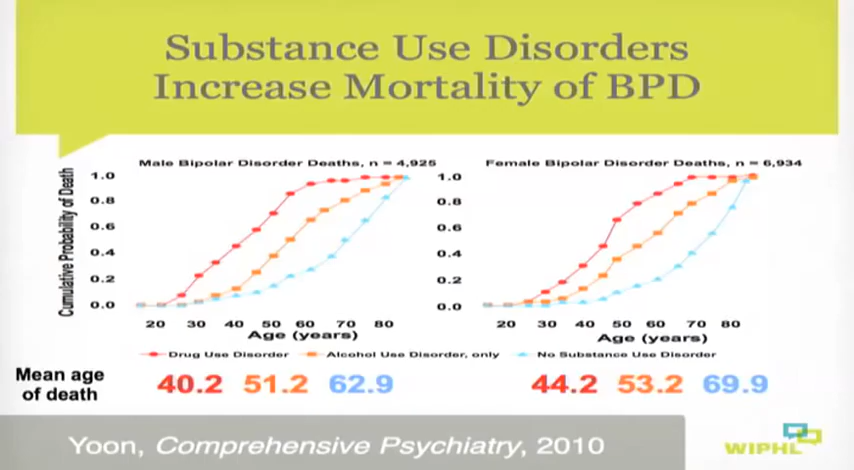 Substance Use Disorders
Increase Mortality of BPD
Male Bipolar Disorder Deaths, n = 4,925
Female Bipolar Disorder Deaths, n = 6,934
Cumulative Probability of Death
1.0
0.8
0.6
0.4
0.2
0.0
20 30 40 50 60 70 80
Age (years)
1.0
0.8
0.6
0.4
0.2
0.0
20 30 40 50 60 70 80
Age (years)
Drug Use Disorder Alcohol Use Disorder, only No Substance Use Disorder
Mean age
of death
40.2 51.2 62.9
44.2 53.2 69.9
Yoon, Comprehensive Psychiatry, 2010
WIPHL